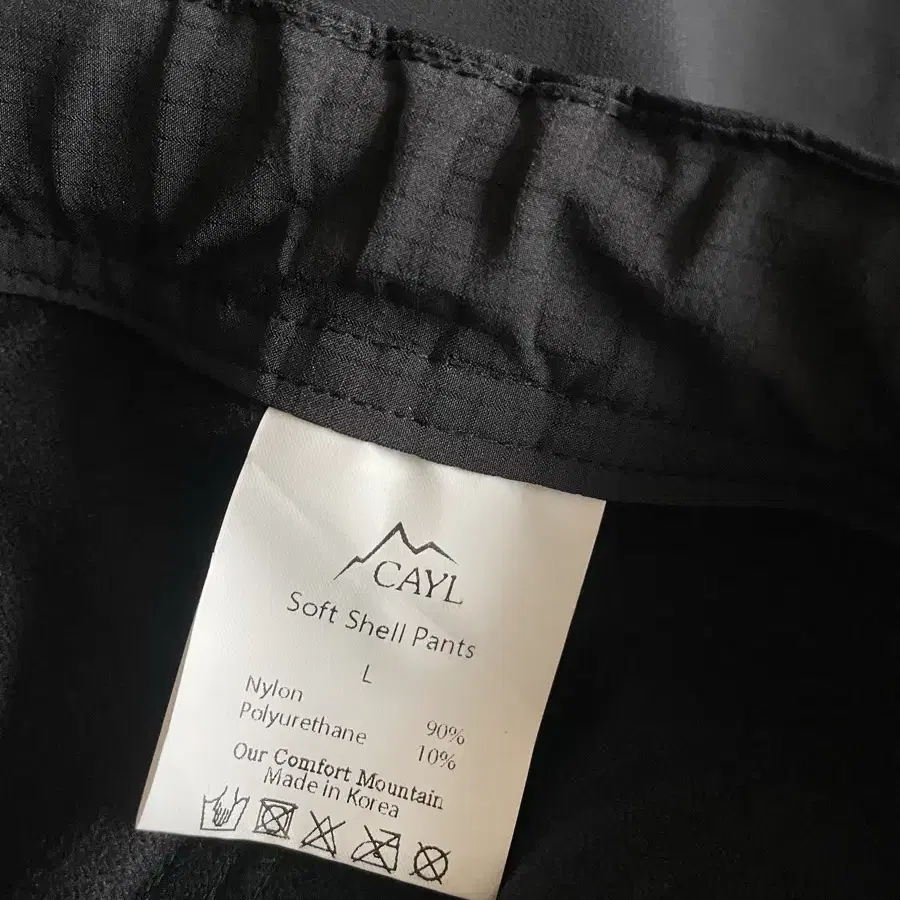 CAYL
Soft Shell Pants
L
Nylon 90%
Polyurethane 10%
Our Comfort Mountain
Made in Korea